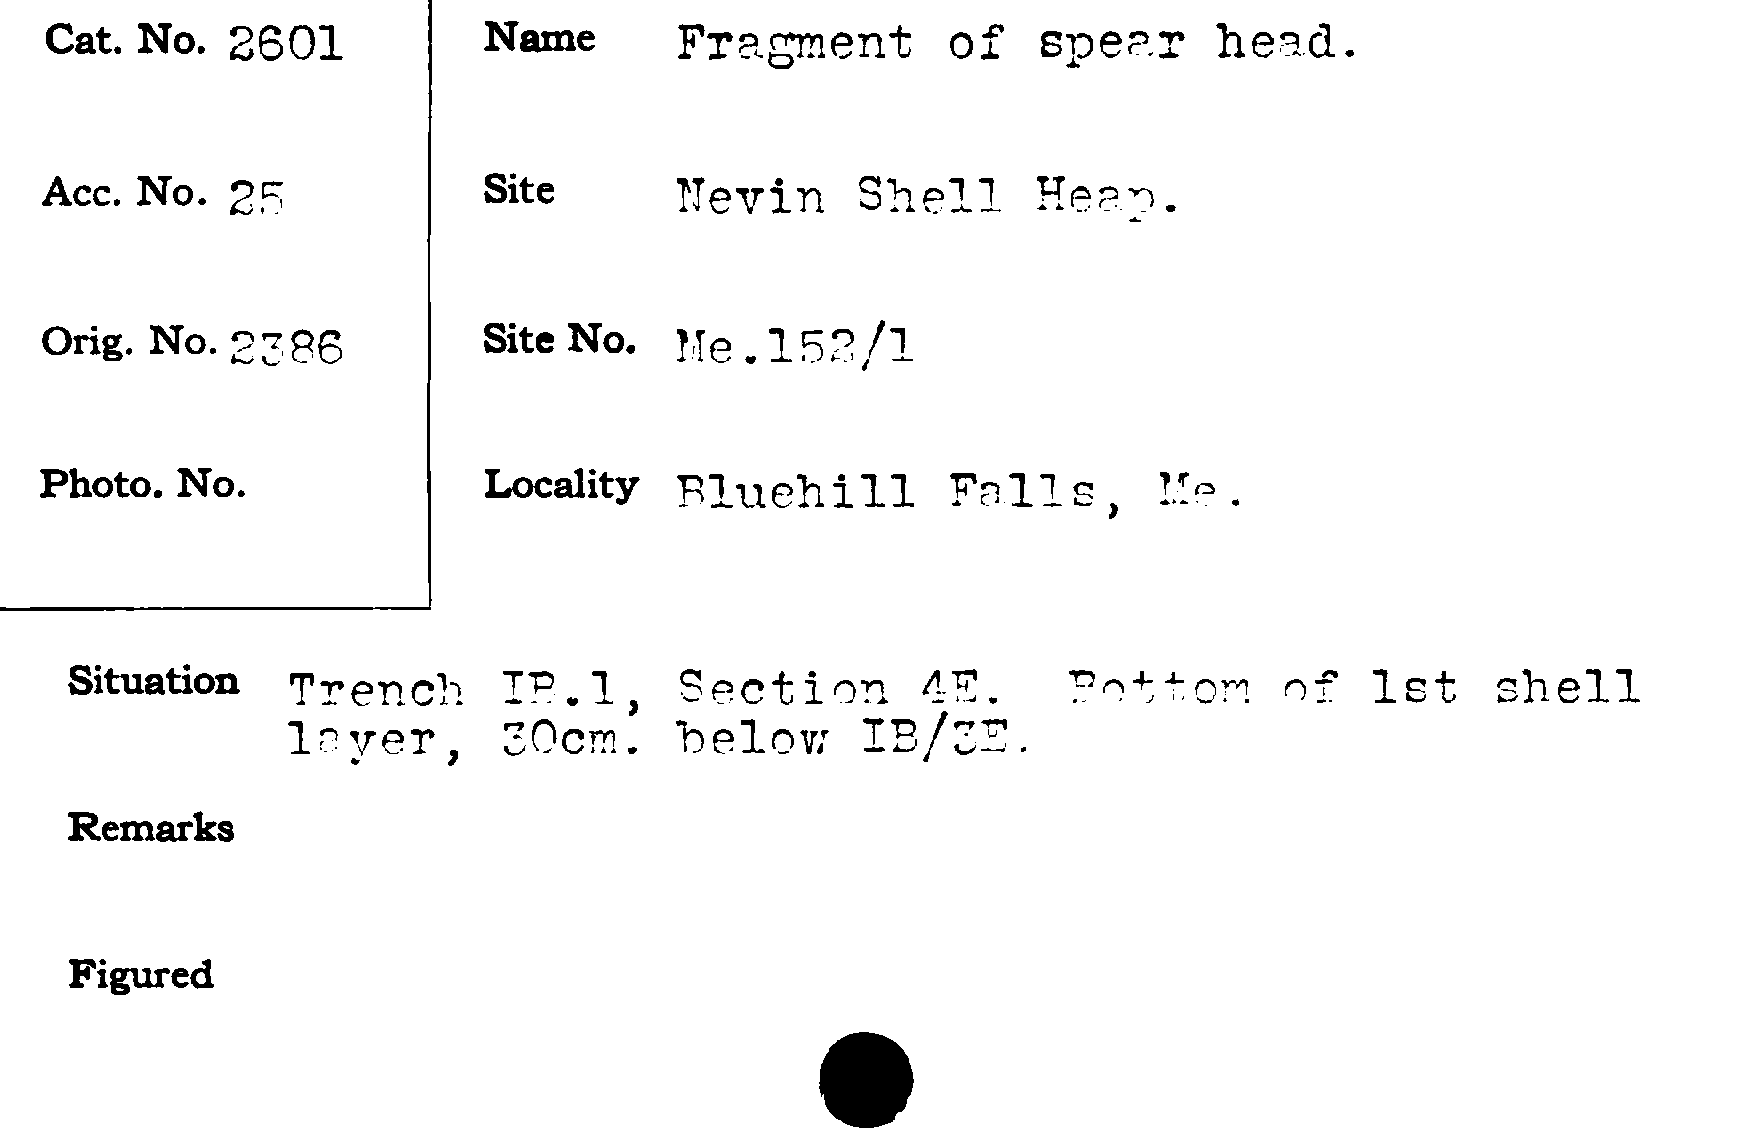 Cat. No. 2601
Name Fragment of spear head.
Acc. No. 25
Site Nevin Shell Heap.
Orig. No. 2386
Site No. Me.152/1
Photo. No.
Locality Bluehill Falls, Me.
Situation Trench IB.1, Section 4E. Bottom of 1st shell
layer, 30cm. below IB/3E.
Remarks
Figured